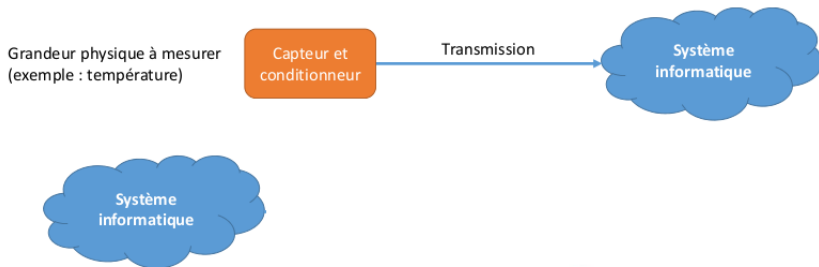 Grandeur physique à mesurer
(exemple : température)
Capteur et
conditionneur
Transmission
Système
informatique
Système
informatique